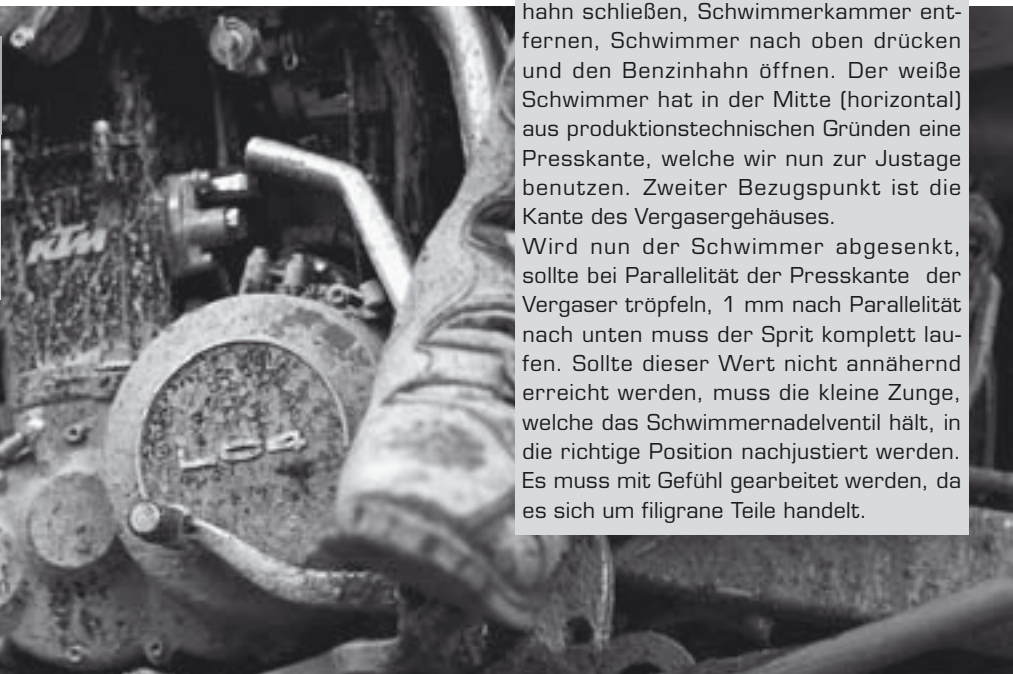 hahn schließen, Schwimmerkammer ent-
fernen, Schwimmer nach oben drücken
und den Benzinhahn öffnen. Der weiße
Schwimmer hat in der Mitte (horizontal)
aus produktionstechnischen Gründen eine
Presskante, welche wir nun zur Justage
benutzen. Zweiter Bezugspunkt ist die
Kante des Vergasergehäuses.
Wird nun der Schwimmer abgesenkt,
sollte bei Parallelität der Presskante der
Vergaser tröpfeln, 1 mm nach Parallelität
nach unten muss der Sprit komplett lau-
fen. Sollte dieser Wert nicht annähernd
erreicht werden, muss die kleine Zunge,
welche das Schwimmernadelventil hält, in
die richtige Position nachjustiert werden.
Es muss mit Gefühl gearbeitet werden, da
es sich um filigrane Teile handelt.
KTM
LC4